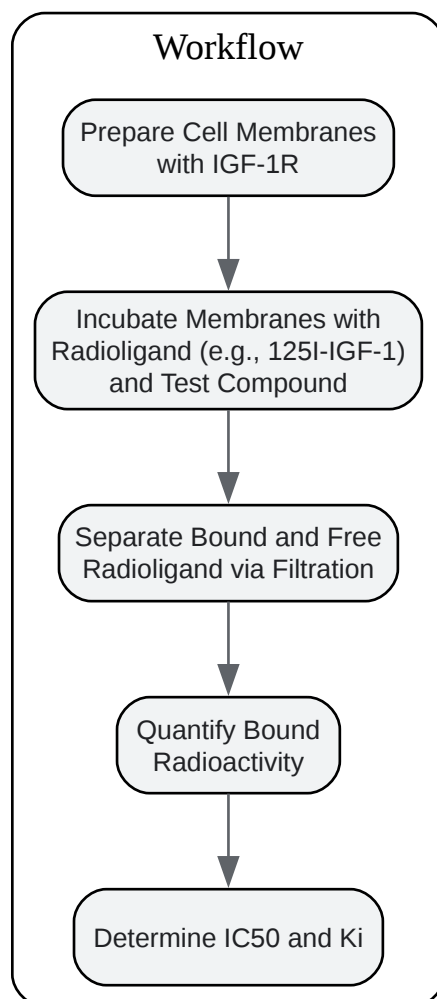 Workflow
Prepare Cell Membranes
with IGF-1R
Incubate Membranes with
Radioligand (e.g., 125I-IGF-1)
and Test Compound
Separate Bound and Free
Radioligand via Filtration
Quantify Bound
Radioactivity
Determine IC50 and Ki